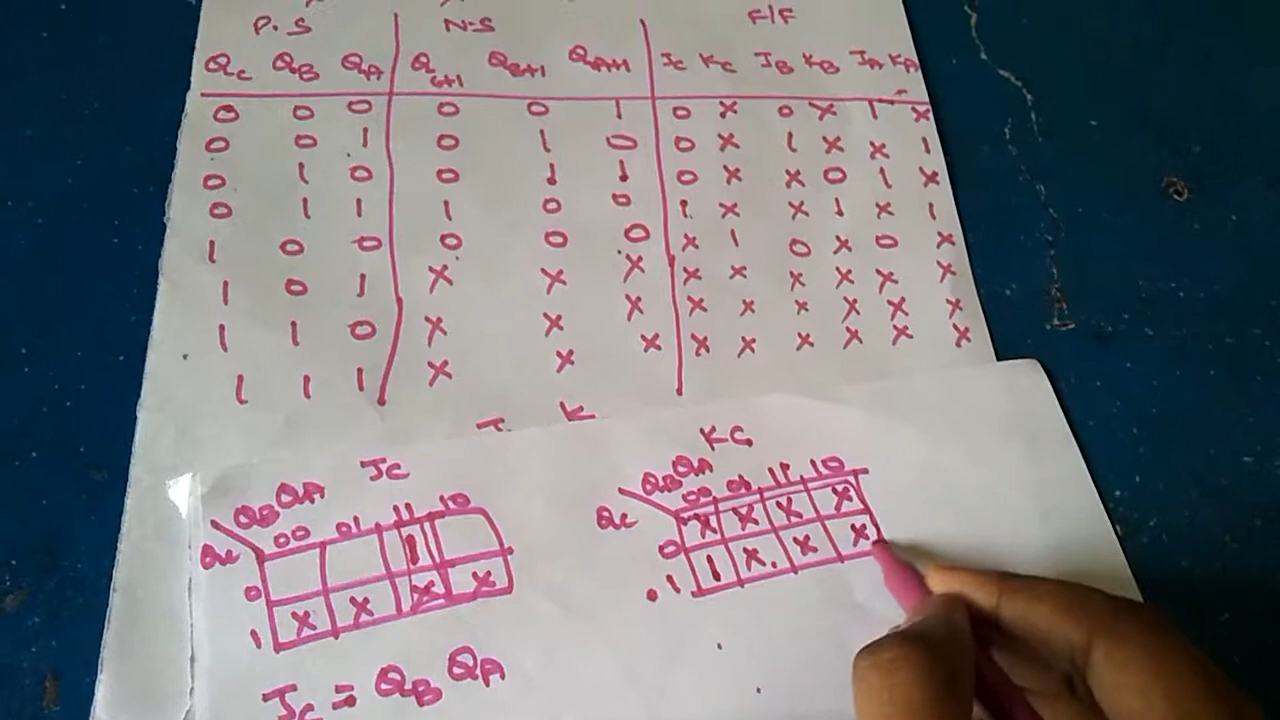 P.S N-S F/F
QC QB QA QC+1 QB+1 QA+1 JC KC JB KB JA KA
0 0 0 0 0 1 0 X 0 X 1 X
0 0 1 0 1 0 0 X 1 X X 1
0 1 0 0 1 1 0 X X 0 1 X
0 1 1 1 0 0 1 X X 1 X 1
1 0 0 0 0 0 X 1 0 X 0 X
1 0 1 X X X X X X X X X
1 1 0 X X X X X X X X X
1 1 1 X X X X X X X X X
J K
JC KC
QBQA QBQA
QC 00 01 11 10 QC 00 01 11 10
0 1 0 X X X X
1 X X X X 1 1 X X X
JC = QB QA